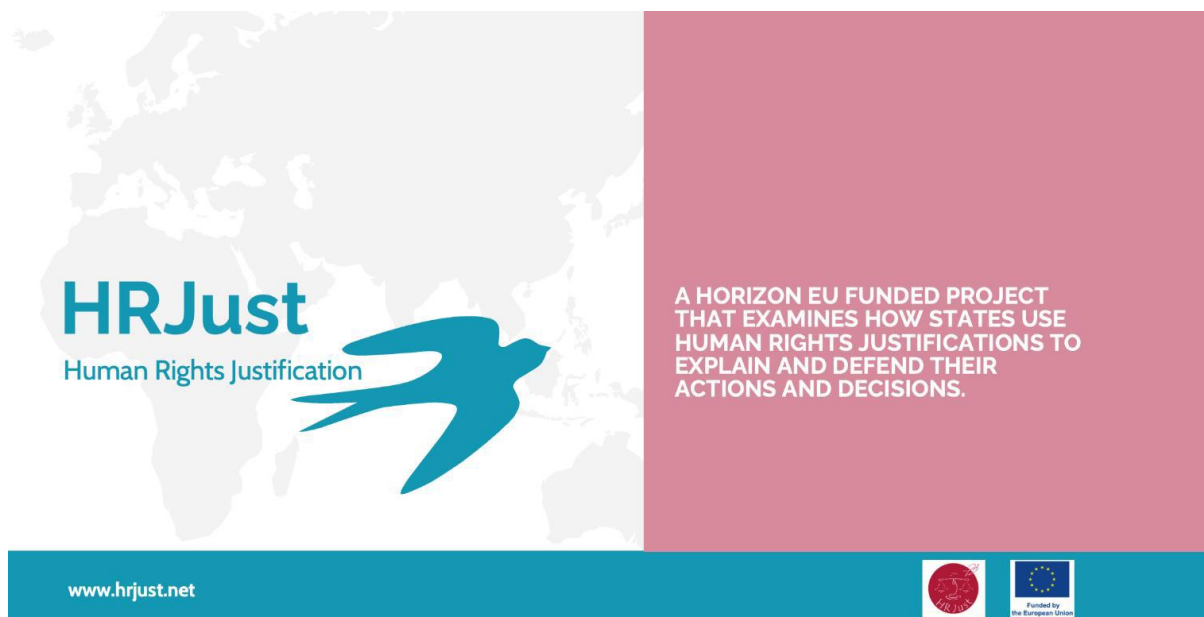 HRJust
Human Rights Justification
A HORIZON EU FUNDED PROJECT
THAT EXAMINES HOW STATES USE
HUMAN RIGHTS JUSTIFICATIONS TO
EXPLAIN AND DEFEND THEIR
ACTIONS AND DECISIONS.
www.hrjust.net
HRJust
Funded by
the European Union